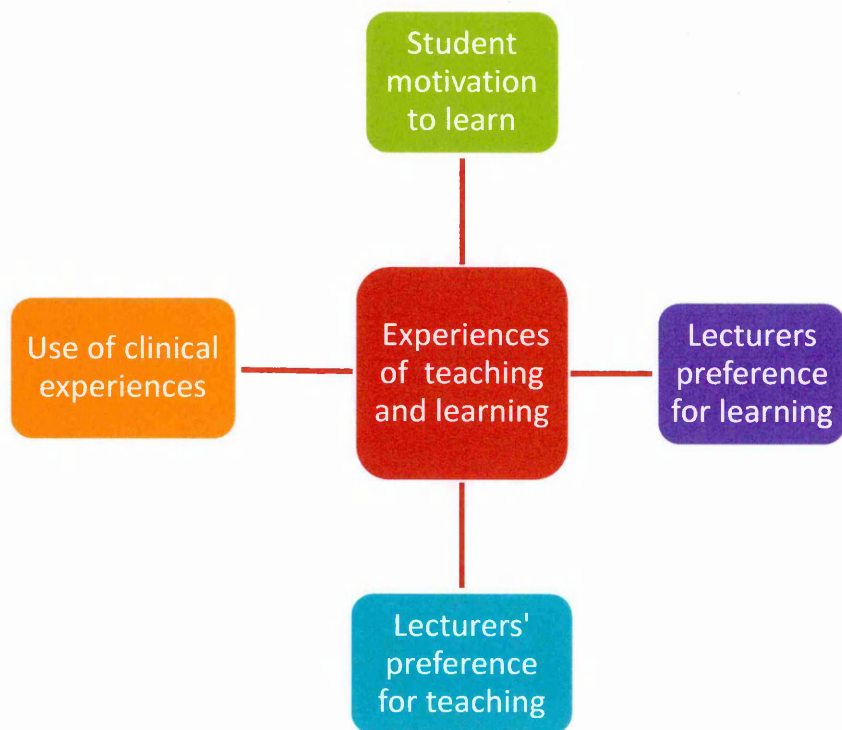 Student
motivation
to learn
Use of clinical
experiences
Experiences
of teaching
and learning
Lecturers
preference
for learning
Lecturers'
preference
for teaching